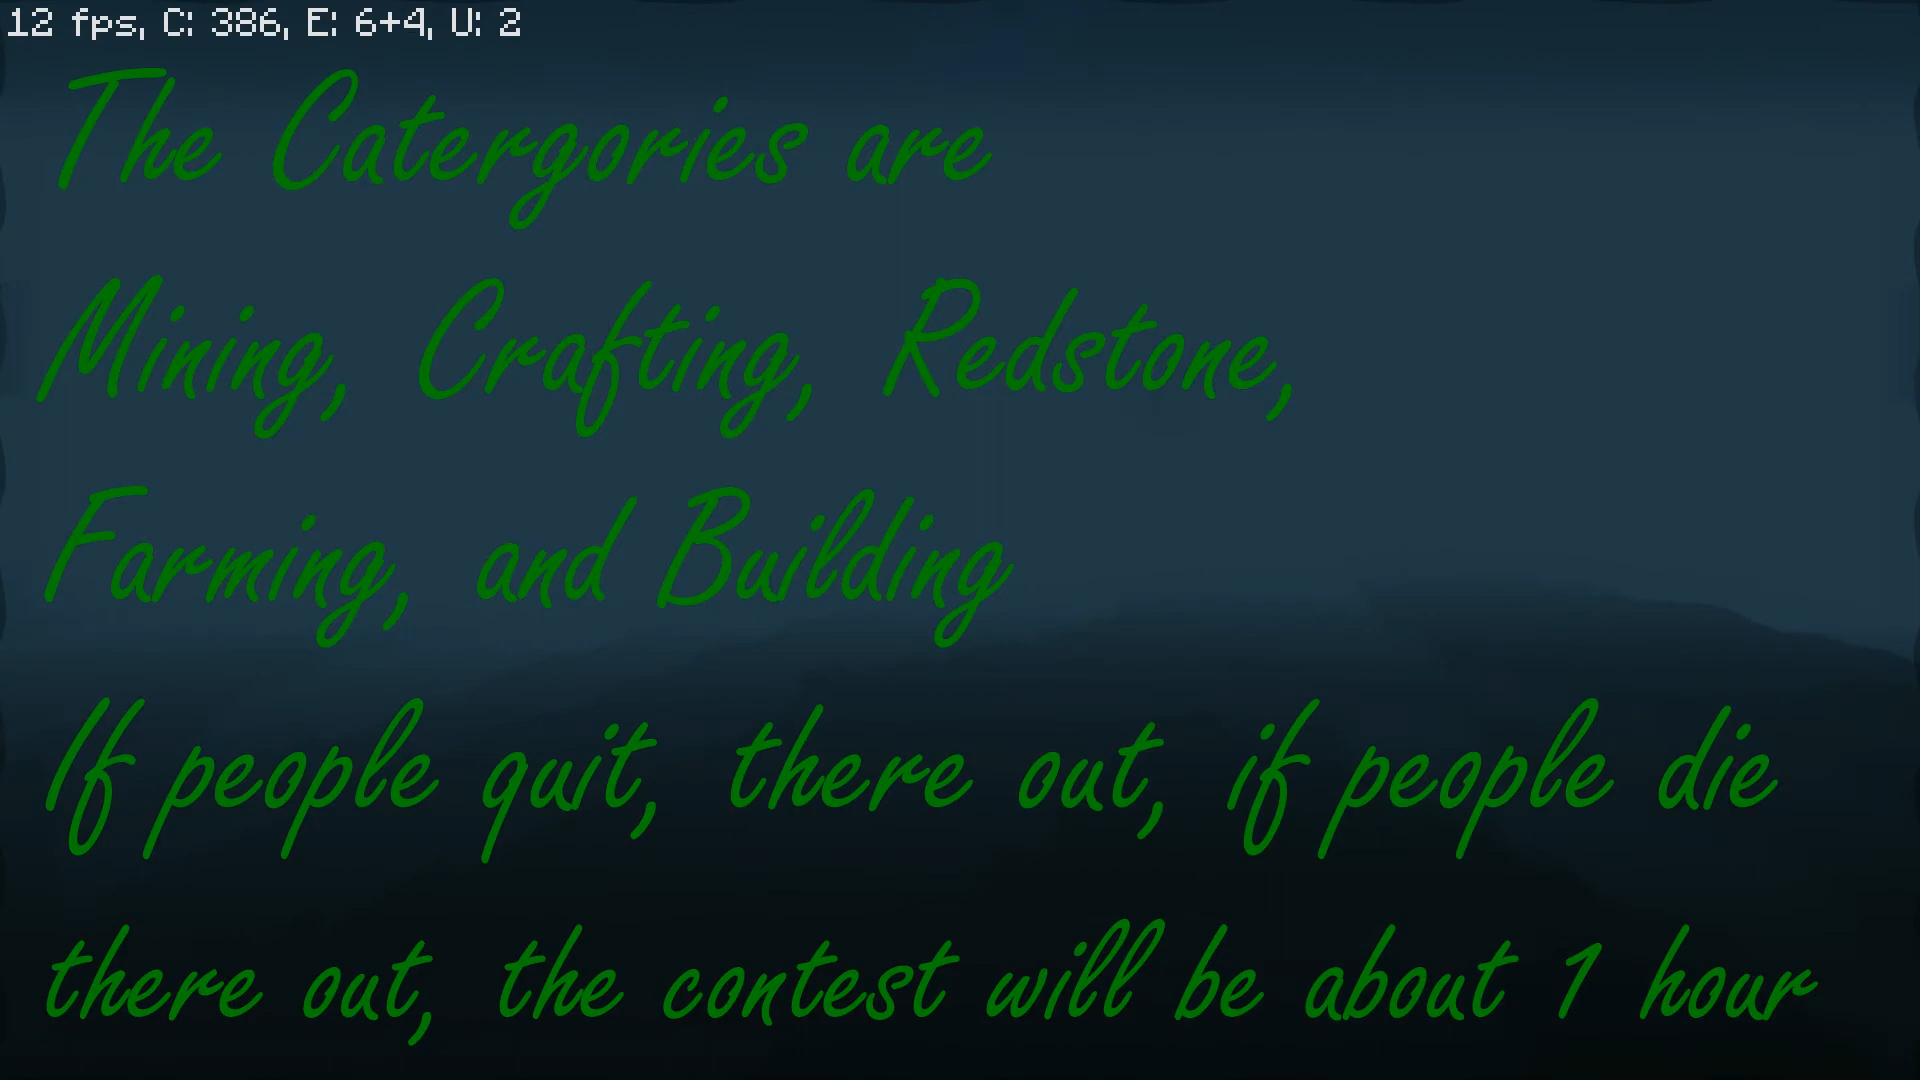 12 fps, C: 386, E: 6+4, U: 2
The Catergories are
Mining, Crafting, Redstone,
Farming, and Building
If people quit, there out, if people die
there out, the contest will be about 1 hour